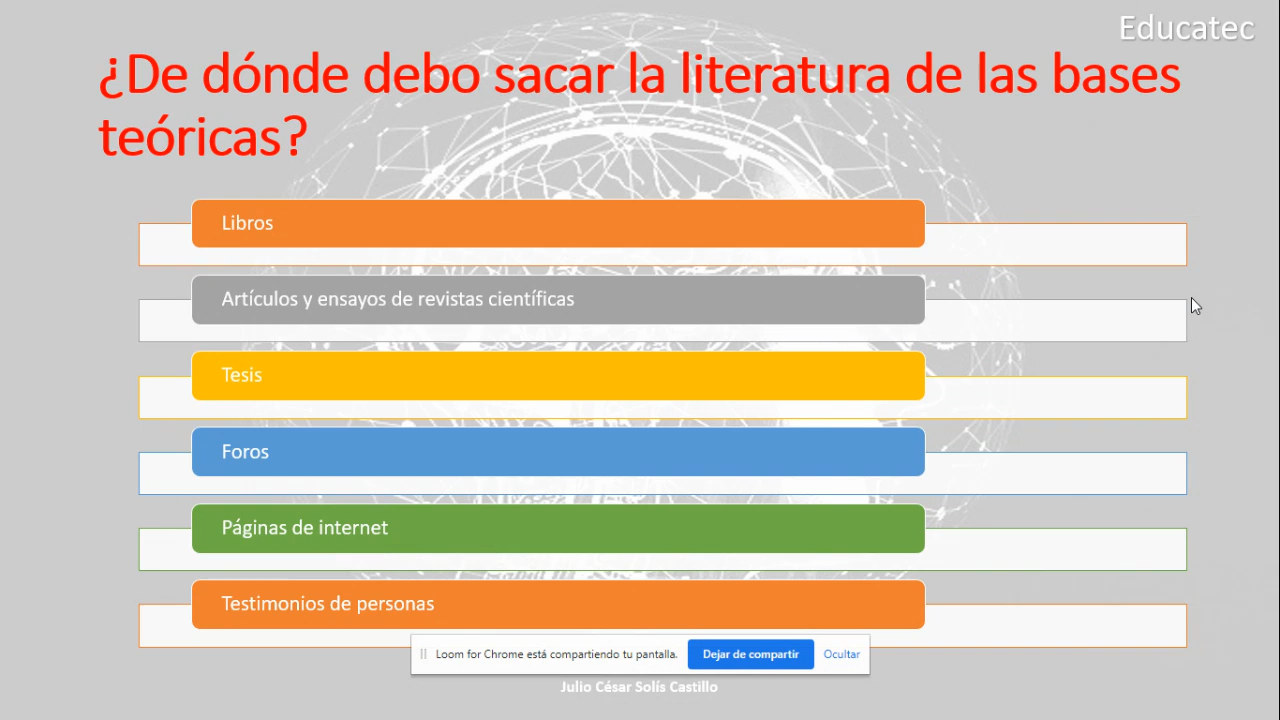 Educatec
¿De dónde debo sacar la literatura de las bases
teóricas?
Libros
Artículos y ensayos de revistas científicas
Tesis
Foros
Páginas de internet
Testimonios de personas
Loom for Chrome está compartiendo tu pantalla. Dejar de compartir Ocultar
Julio César Solís Castillo